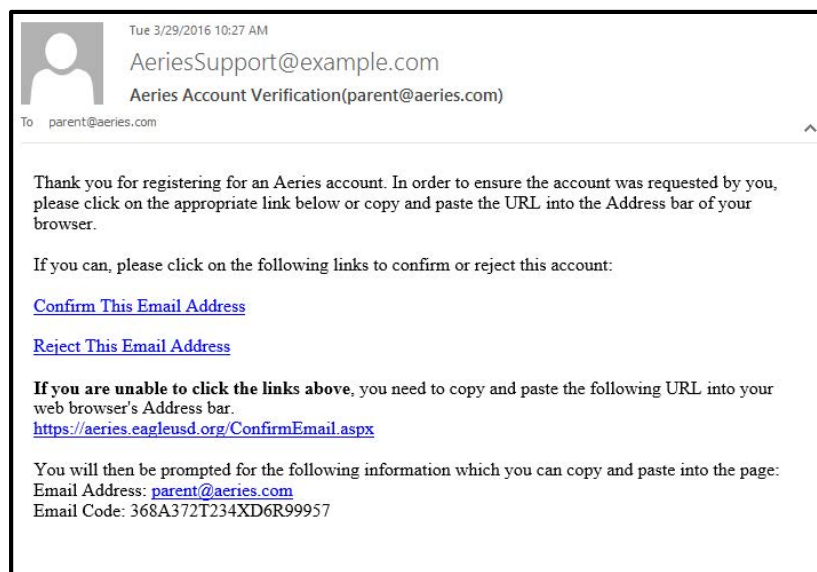 Tue 3/29/2016 10:27 AM
AeriesSupport@example.com
Aeries Account Verification(parent@aeries.com)
To parent@aeries.com
Thank you for registering for an Aeries account. In order to ensure the account was requested by you,
please click on the appropriate link below or copy and paste the URL into the Address bar of your
browser.
If you can, please click on the following links to confirm or reject this account:
Confirm This Email Address
Reject This Email Address
If you are unable to click the links above, you need to copy and paste the following URL into your
web browser's Address bar.
https://aeries.eagleusd.org/ConfirmEmail.aspx
You will then be prompted for the following information which you can copy and paste into the page:
Email Address: parent@aeries.com
Email Code: 368A372T234XD6R99957